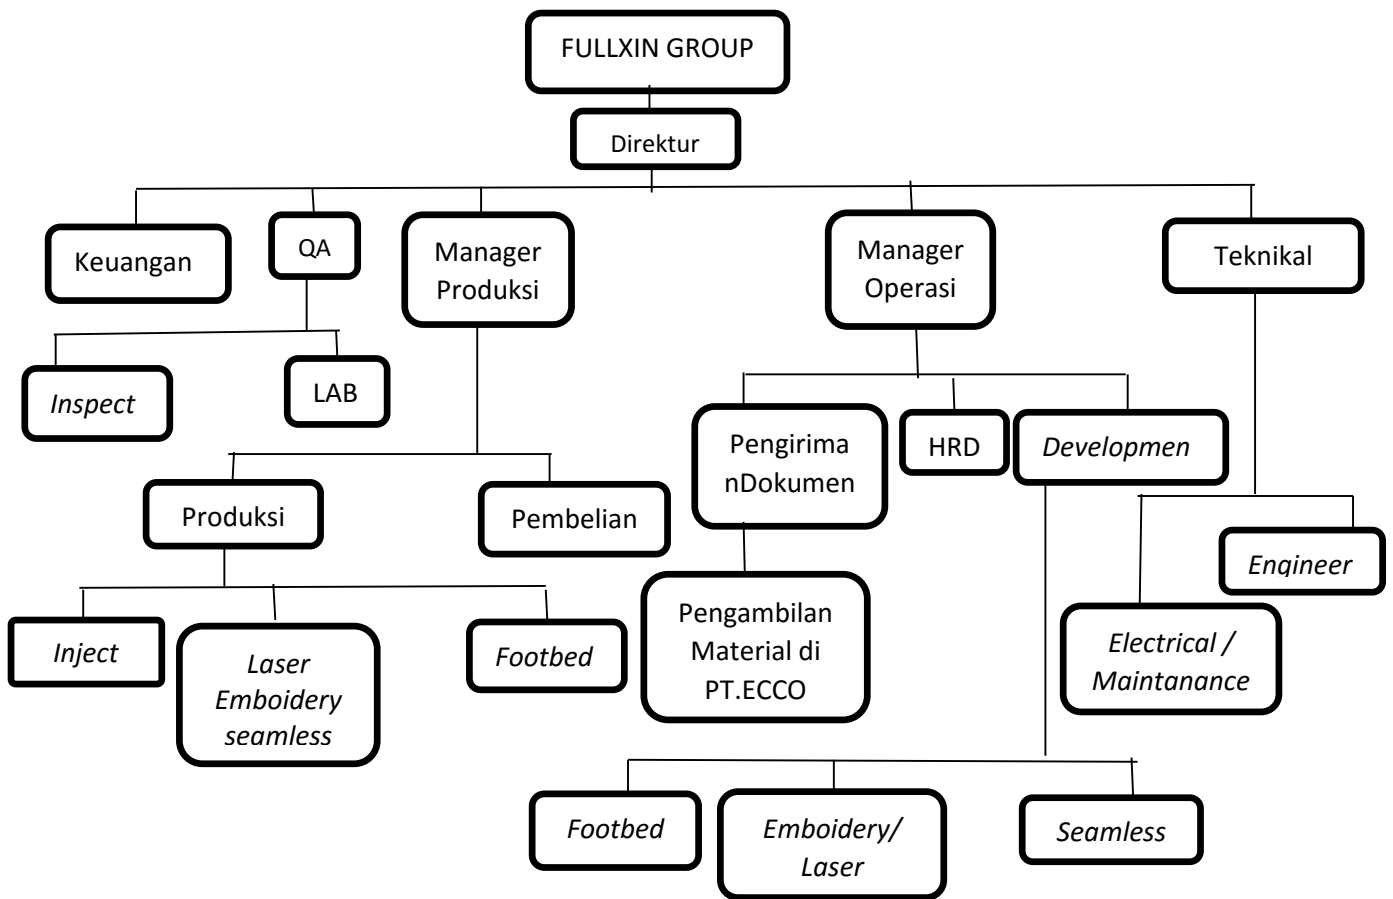 FULLXIN GROUP
Direktur
Keuangan
QA
Manager
Produksi
Manager
Operasi
Teknikal
Inspect
LAB
Pengirima
nDokumen
HRD
Developmen
Produksi
Pembelian
Engineer
Inject
Laser
Emboidery
seamless
Footbed
Pengambilan
Material di
PT.ECCO
Electrical /
Maintanance
Footbed
Emboidery/
Laser
Seamless